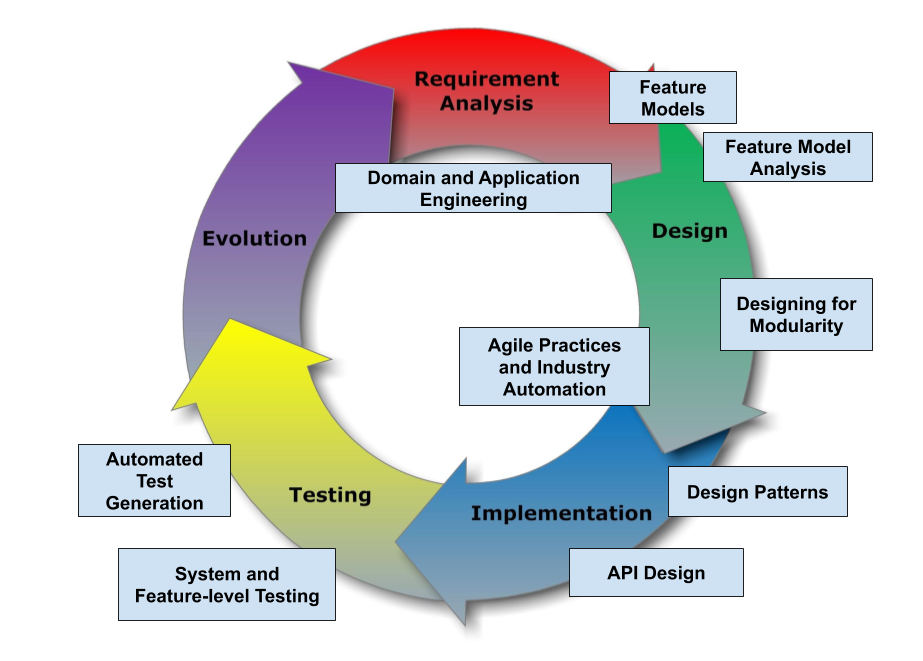 Requirement
Analysis
Feature
Models
Feature Model
Analysis
Domain and Application
Engineering
Evolution
Design
Designing for
Modularity
Agile Practices
and Industry
Automation
Automated
Test
Generation
Testing
Implementation
Design Patterns
System and
Feature-level Testing
API Design